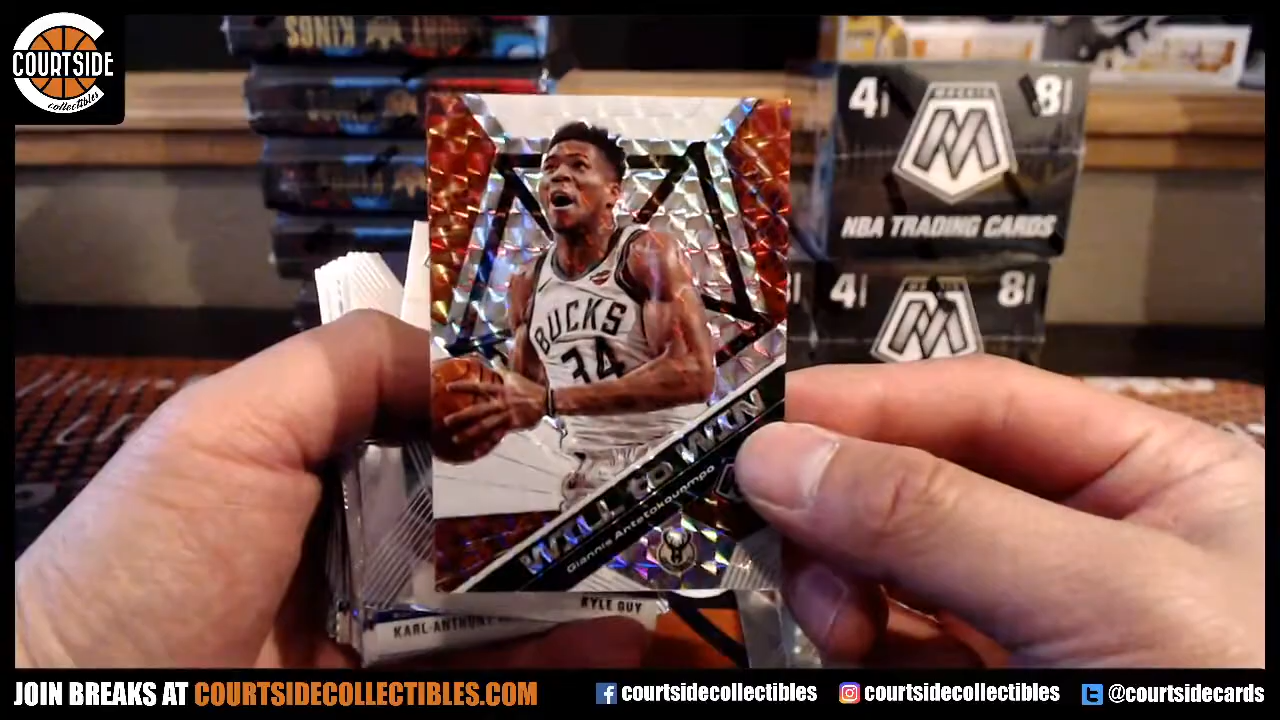 COURTSIDE
collectibles
4
8
MOSAIC
NBA TRADING CARDS
4
8
BUCKS
34
WILL TO WIN
Giannis Antetokounmpo
KYLE GUY
KARL-ANTHONY
JOIN BREAKS AT COURTSIDECOLLECTIBLES.COM
courtsidecollectibles
courtsidecollectibles
@courtsidecards